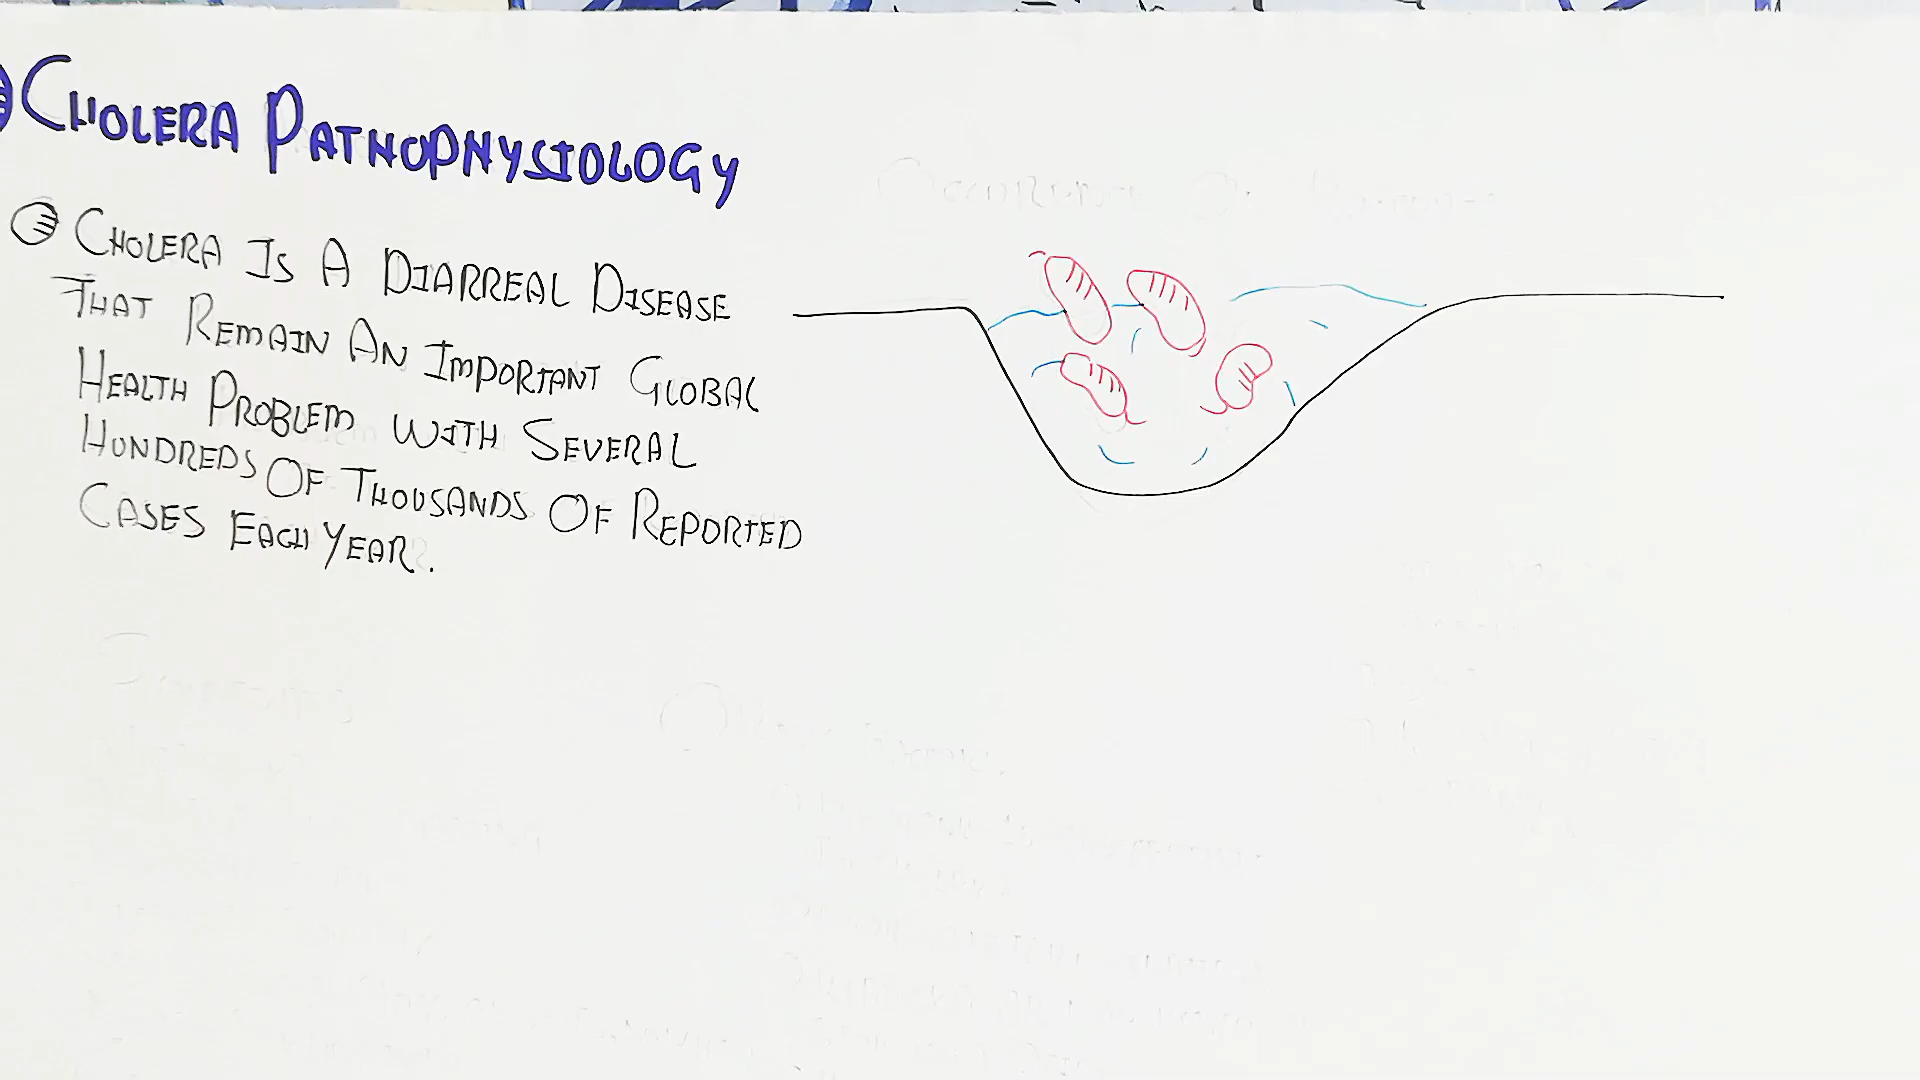 CHOLERA PATHOPHYSIOLOGY
CHOLERA IS A DIARREAL DISEASE
THAT REMAIN AN IMPORTANT GLOBAL
HEALTH PROBLEM WITH SEVERAL
HUNDREDS OF THOUSANDS OF REPORTED
CASES EACH YEAR.